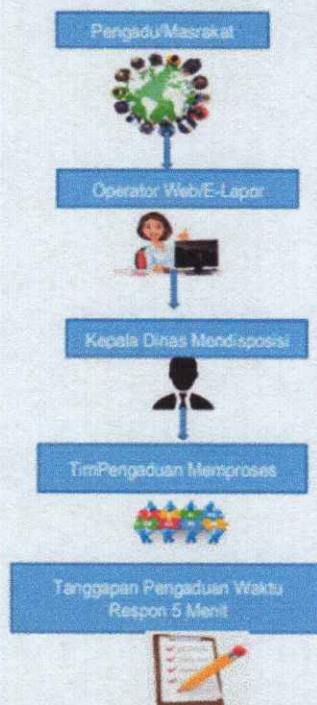 Pengadu/Masrakat
Operator Web/E-Lapor
Kepala Dinas Mendisposisi
TimPengaduan Memproses
Tanggapan Pengaduan Waktu
Respon 5 Menit